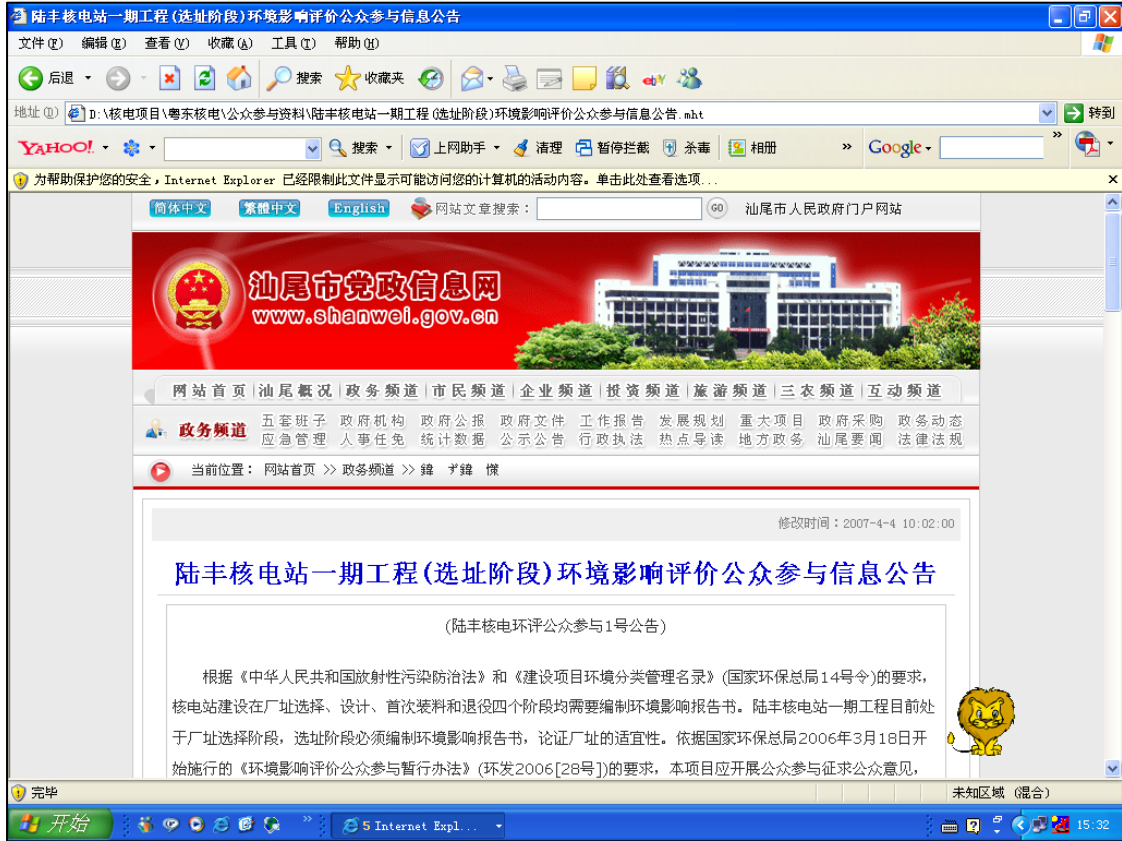 陆丰核电站一期工程(选址阶段)环境影响评价公众参与信息公告
文件(F) 编辑(E) 查看(V) 收藏(A) 工具(T) 帮助(H)
后退 搜索 收藏夹
地址(D) D:\核电项目\粤东核电\公众参与资料\陆丰核电站一期工程(选址阶段)环境影响评价公众参与信息公告.mht 转到
YAHOO! 搜索 上网助手 清理 暂停拦截 杀毒 相册 » Google »
为帮助保护您的安全，Internet Explorer 已经限制此文件显示可能访问您的计算机的活动内容。单击此处查看选项...
简体中文 繁體中文 English 网站文章搜索： GO 汕尾市人民政府门户网站
汕尾市党政信息网
www.shanwei.gov.cn
网站首页|汕尾概况|政务频道|市民频道|企业频道|投资频道|旅游频道|三农频道|互动频道
政务频道 五套班子 政府机构 政府公报 政府文件 工作报告 发展规划 重大项目 政府采购 政务动态
应急管理 人事任免 统计数据 公示公告 行政执法 热点导读 地方政务 汕尾要闻 法律法规
当前位置： 网站首页 >> 政务频道 >>
修改时间：2007-4-4 10:02:00
陆丰核电站一期工程(选址阶段)环境影响评价公众参与信息公告
(陆丰核电环评公众参与1号公告)
根据《中华人民共和国放射性污染防治法》和《建设项目环境分类管理名录》(国家环保总局14号令)的要求，
核电站建设在厂址选择、设计、首次装料和退役四个阶段均需要编制环境影响报告书。陆丰核电站一期工程目前处
于厂址选择阶段，选址阶段必须编制环境影响报告书，论证厂址的适宜性。依据国家环保总局2006年3月18日开
始施行的《环境影响评价公众参与暂行办法》(环发2006[28号])的要求，本项目应开展公众参与征求公众意见，
完毕 未知区域 (混合)
开始 » 5 Internet Expl... 15:32